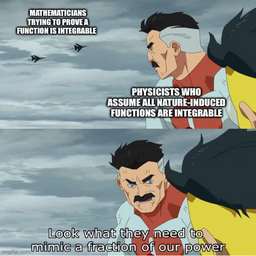 MATHEMATICIANS
TRYING TO PROVE A
FUNCTION IS INTEGRABLE
PHYSICISTS WHO
ASSUME ALL NATURE-INDUCED
FUNCTIONS ARE INTEGRABLE
Look what they need to
mimic a fraction of our power